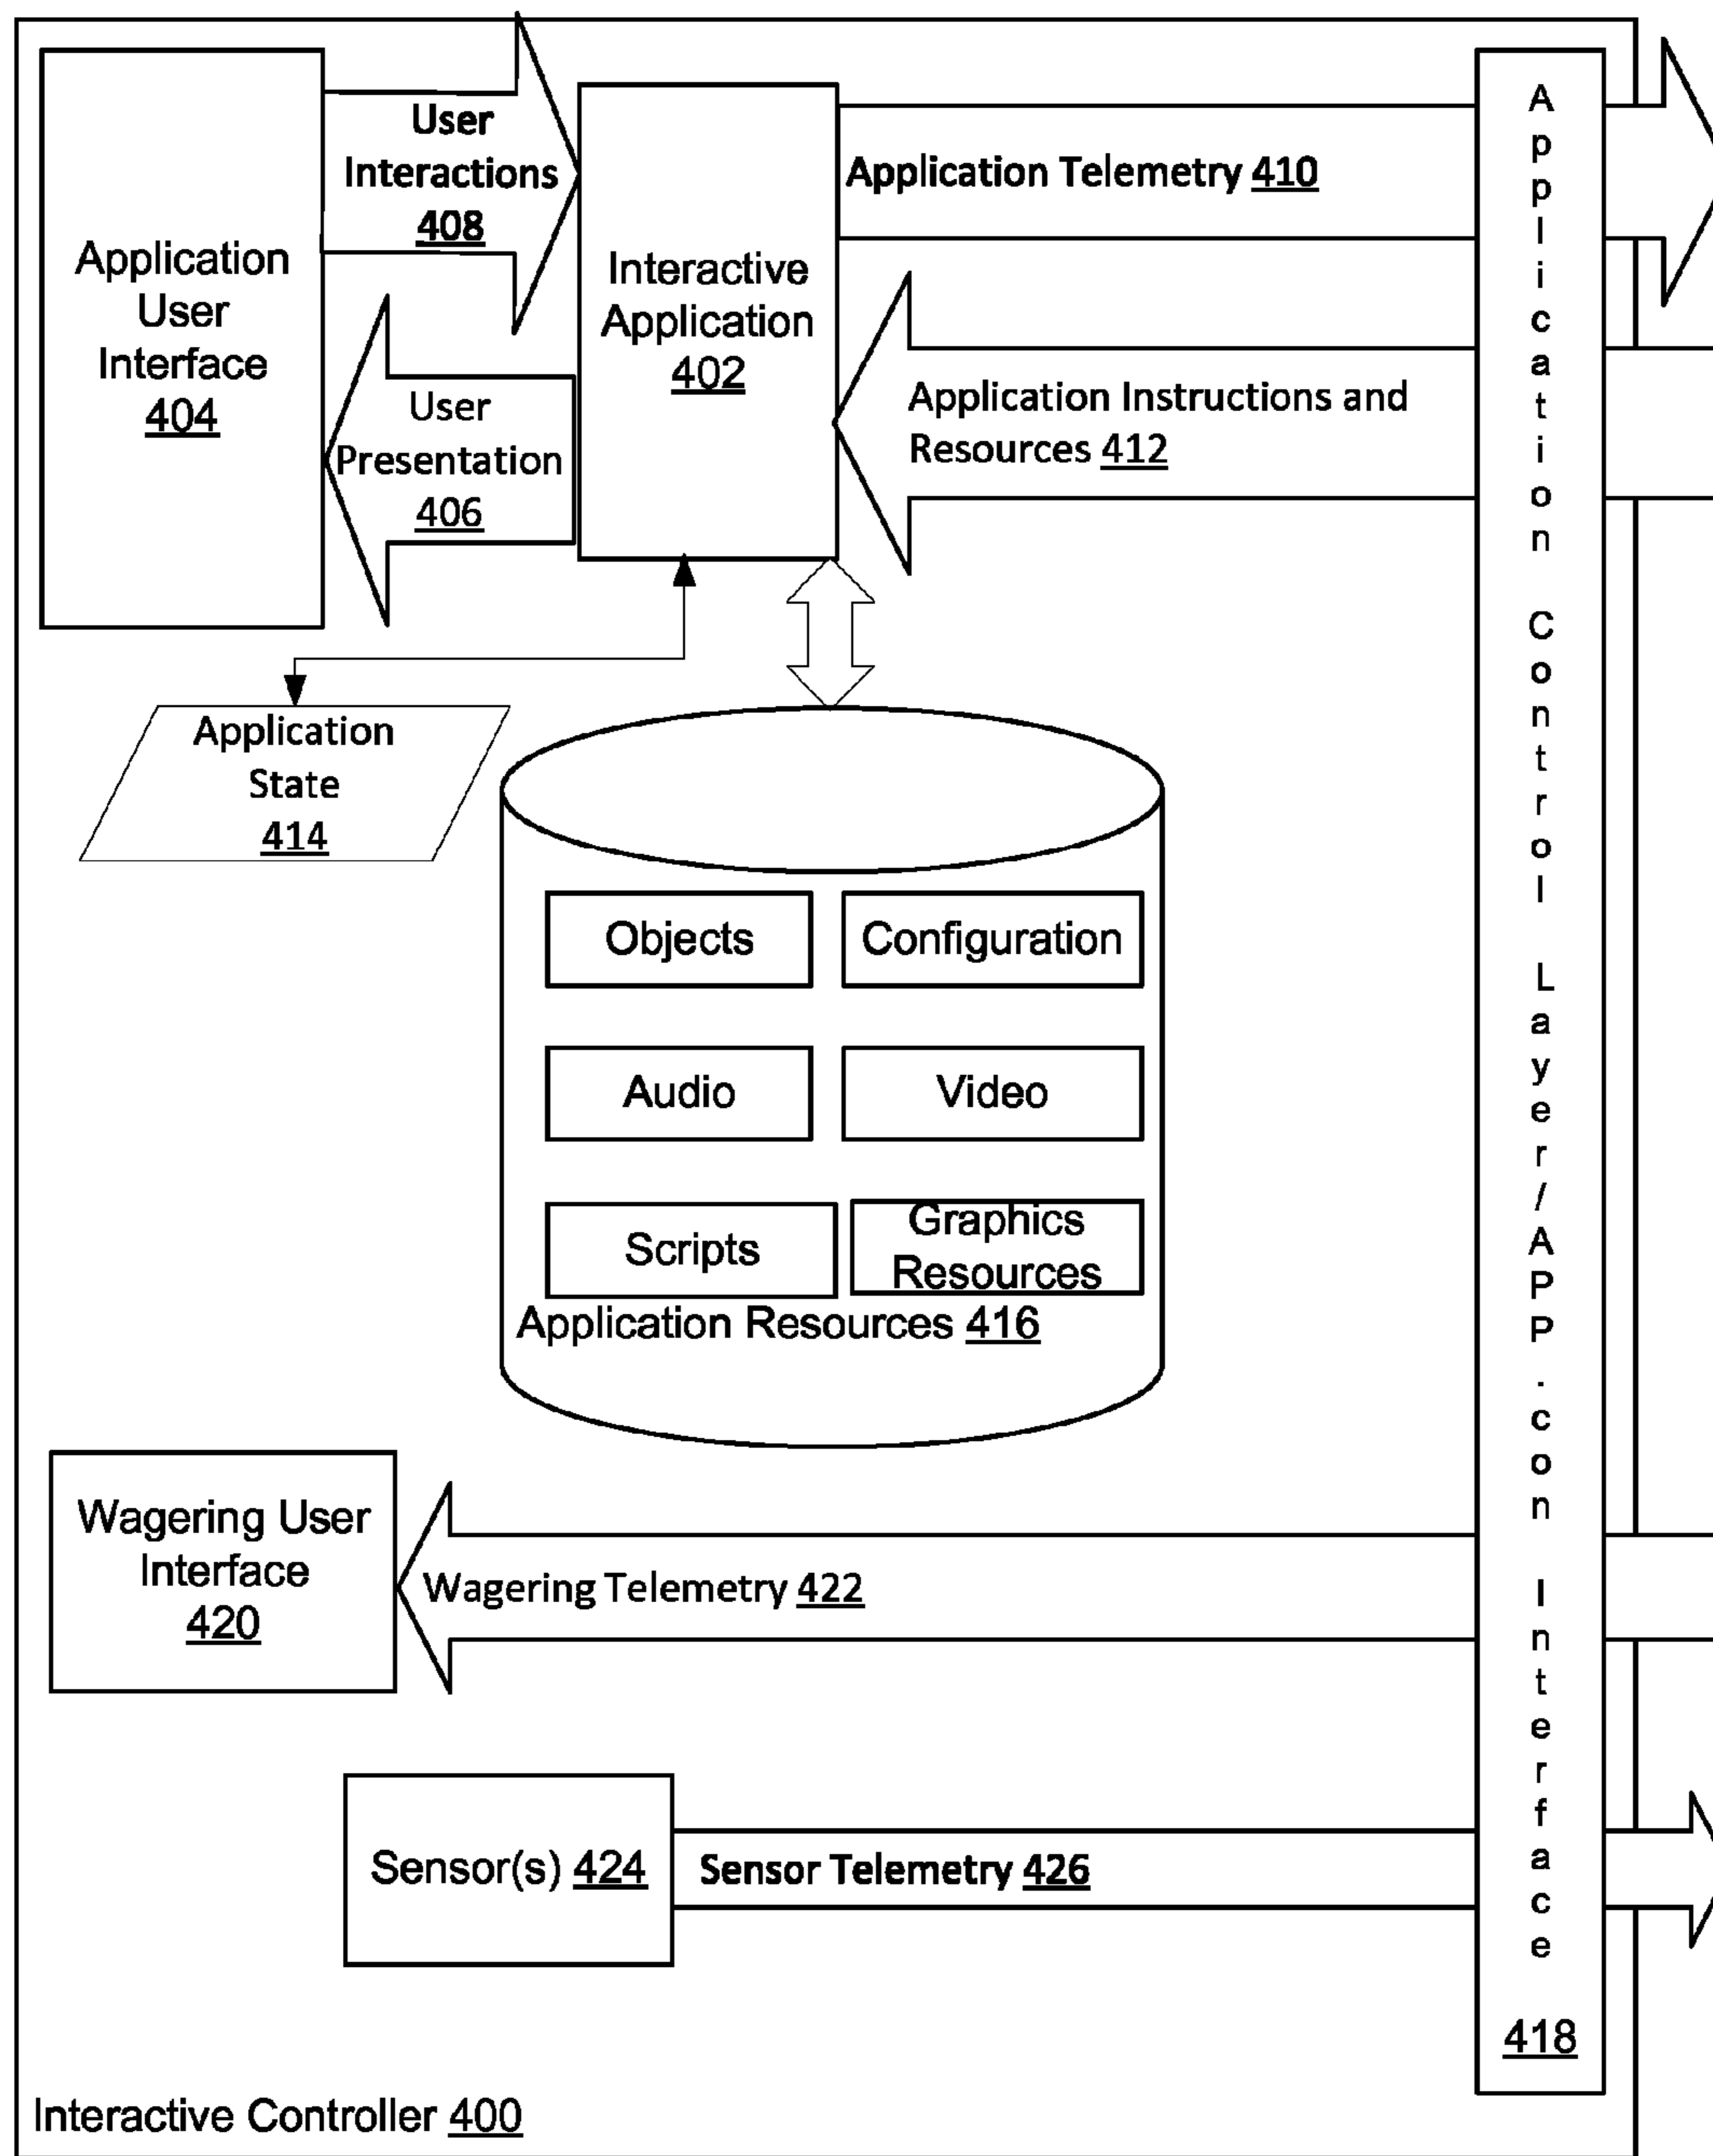 Application
User
Interface
404
User
Interactions
408
User
Presentation
406
Interactive
Application
402
Application Telemetry 410
Application Instructions and
Resources 412
Application
State
414
Objects
Configuration
Audio
Video
Scripts
Graphics
Resources
Application Resources 416
Wagering User
Interface
420
Wagering Telemetry 422
Sensor(s) 424
Sensor Telemetry 426
Application Control Layer/APP.con Interface
418
Interactive Controller 400